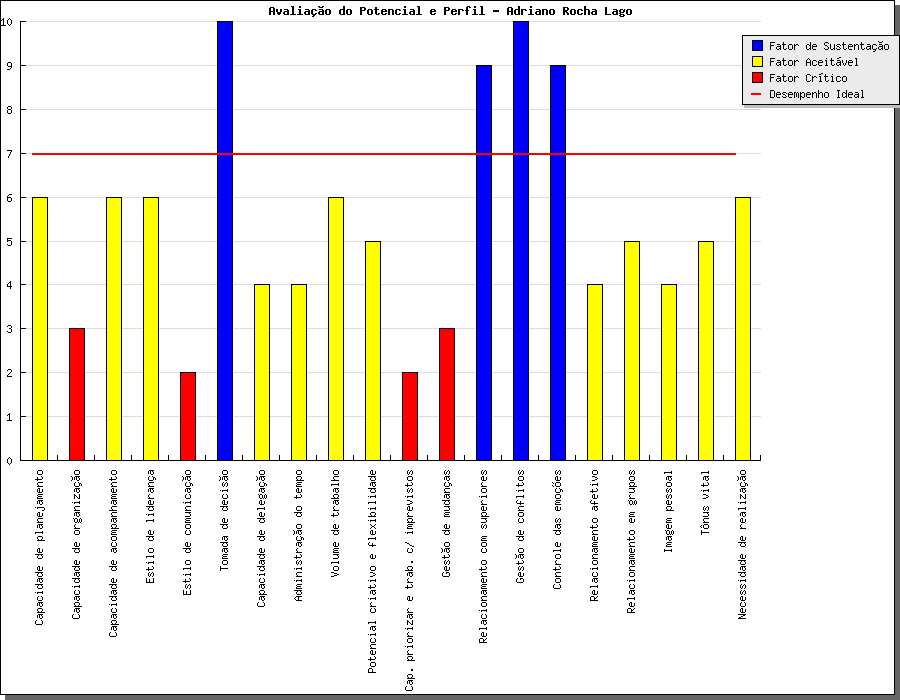 Avaliação do Potencial e Perfil - Adriano Rocha Lago
Fator de Sustentação
Fator Aceitável
Fator Crítico
Desempenho Ideal
10
9
8
7
6
5
4
3
2
1
0
Capacidade de planejamento
Capacidade de organização
Capacidade de acompanhamento
Estilo de liderança
Estilo de comunicação
Tomada de decisão
Capacidade de delegação
Administração do tempo
Volume de trabalho
Potencial criativo e flexibilidade
Cap. priorizar e trab. c/ imprevistos
Gestão de mudanças
Relacionamento com superiores
Gestão de conflitos
Controle das emoções
Relacionamento afetivo
Relacionamento em grupos
Imagem pessoal
Tônus vital
Necessidade de realização